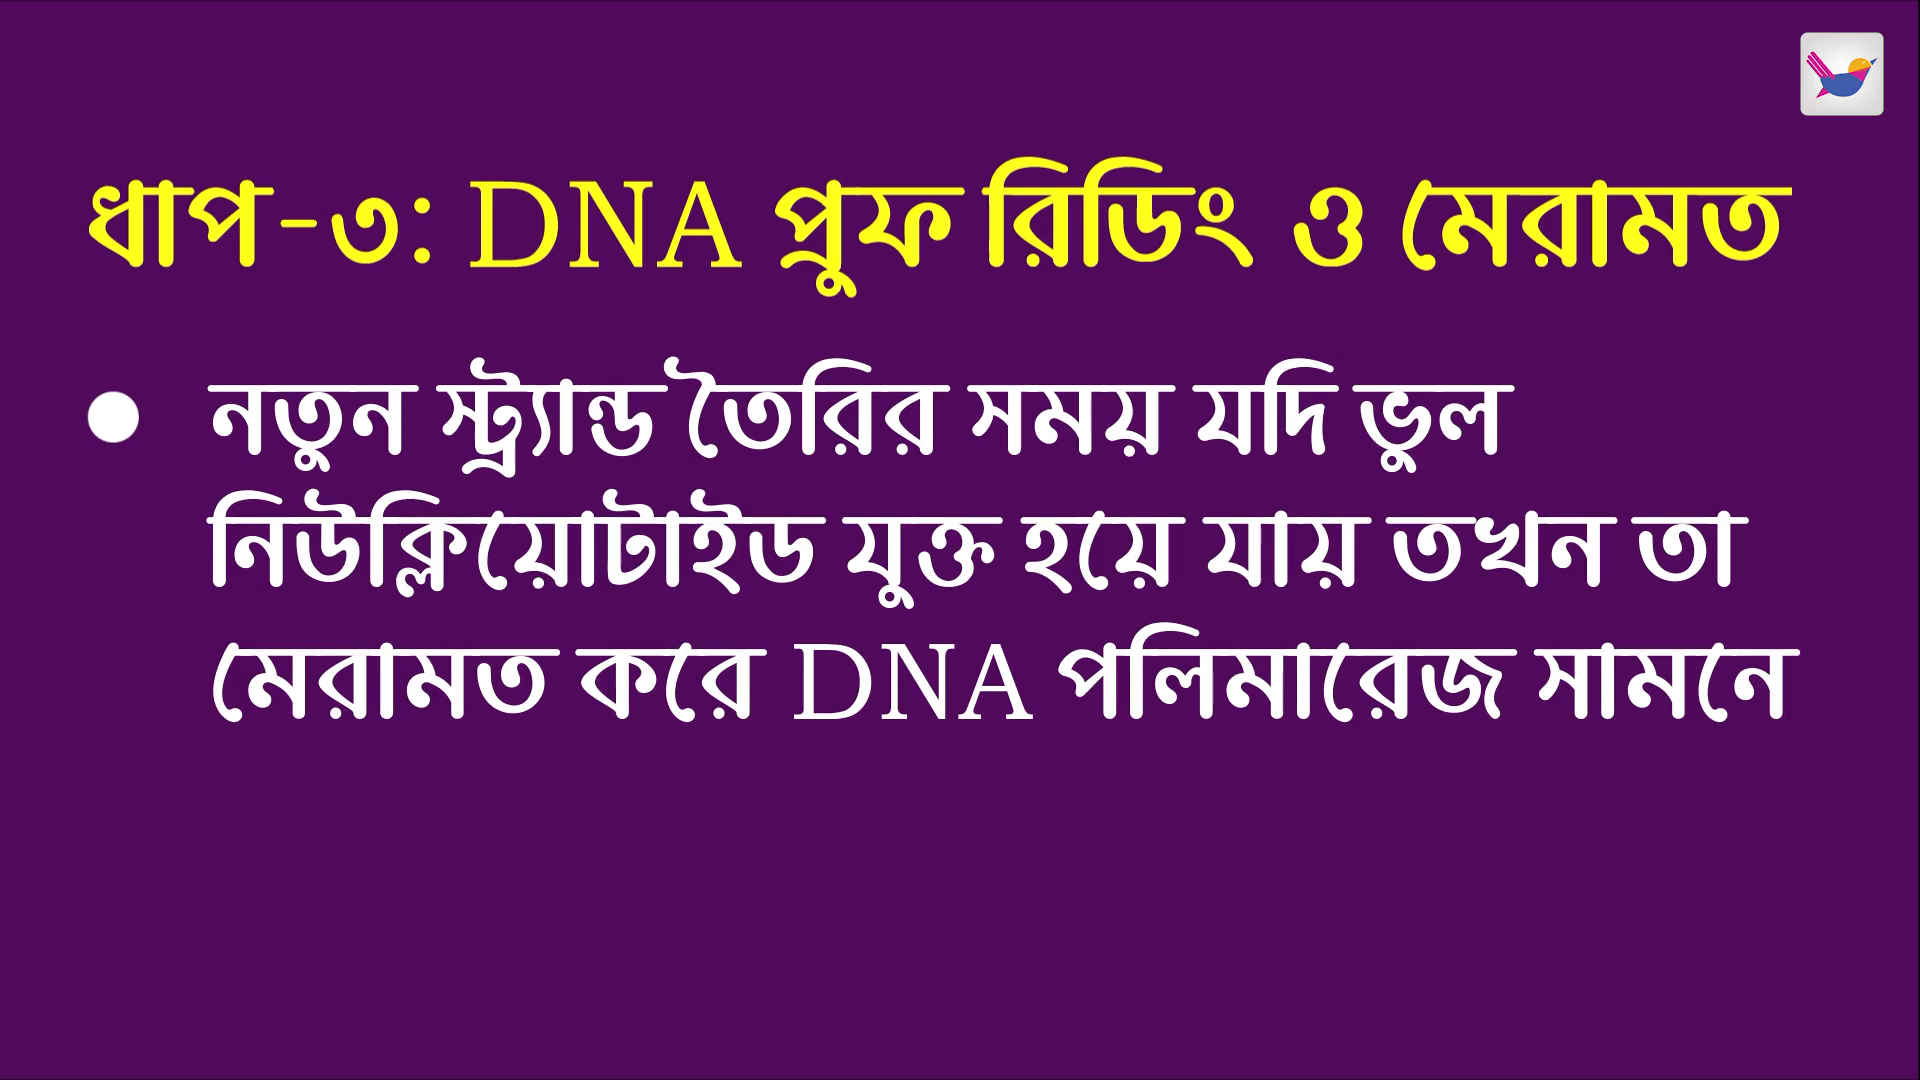 ধাপ-৩: DNA প্রুফ রিডিং ও মেরামত
● নতুন স্ট্র্যান্ড তৈরির সময় যদি ভুল
নিউক্লিয়োটাইড যুক্ত হয়ে যায় তখন তা
মেরামত করে DNA পলিমারেজ সামনে